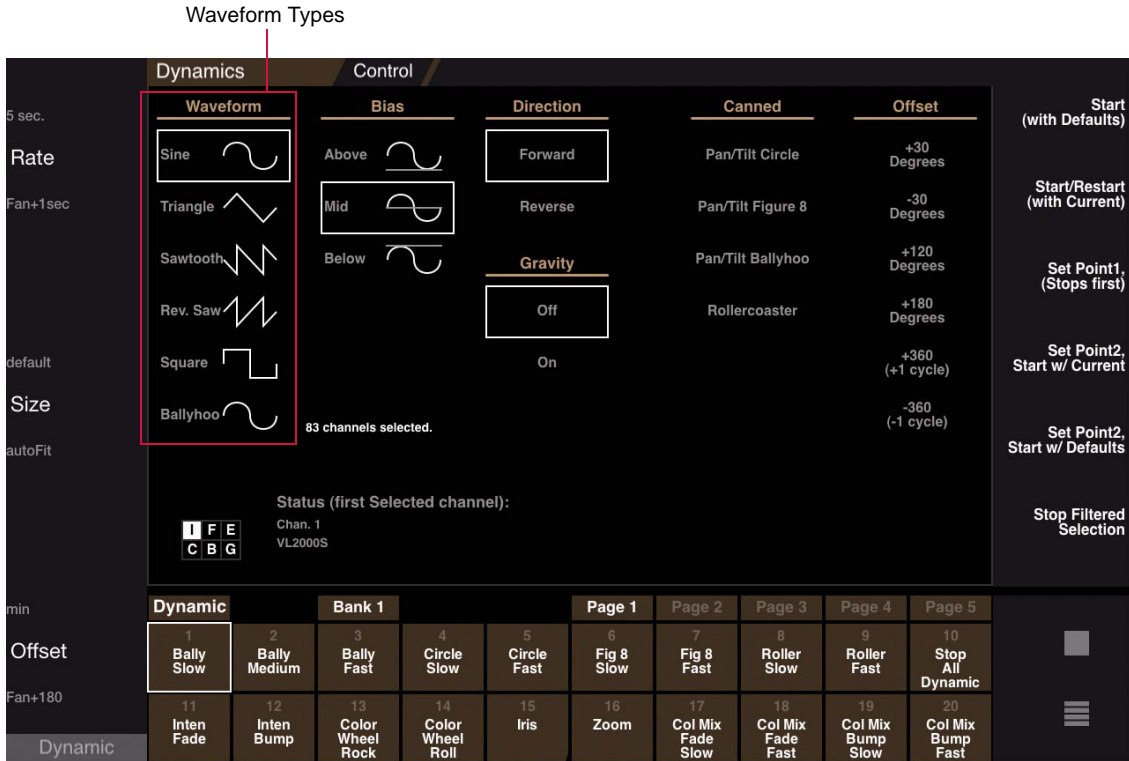 Waveform Types
Dynamics
Control
5 sec.
Rate
Fan+1sec
default
Size
autoFit
min
Offset
Fan+180
Dynamic
Waveform
Sine
Triangle
Sawtooth
Rev. Saw
Square
Ballyhoo
Bias
Above
Mid
Below
Direction
Forward
Reverse
Gravity
Off
On
Canned
Pan/Tilt Circle
Pan/Tilt Figure 8
Pan/Tilt Ballyhoo
Rollercoaster
Offset
+30
Degrees
-30
Degrees
+120
Degrees
+180
Degrees
+360
(+1 cycle)
-360
(-1 cycle)
83 channels selected.
Status (first Selected channel):
Chan. 1
VL2000S
I F E
C B G
Start
(with Defaults)
Start/Restart
(with Current)
Set Point1,
(Stops first)
Set Point2,
Start w/ Current
Set Point2,
Start w/ Defaults
Stop Filtered
Selection
Dynamic
Bank 1
Page 1
Page 2
Page 3
Page 4
Page 5
1
Bally
Slow
2
Bally
Medium
3
Bally
Fast
4
Circle
Slow
5
Circle
Fast
6
Fig 8
Slow
7
Fig 8
Fast
8
Roller
Slow
9
Roller
Fast
10
Stop
All
Dynamic
11
Inten
Fade
12
Inten
Bump
13
Color
Wheel
Rock
14
Color
Wheel
Roll
15
Iris
16
Zoom
17
Col Mix
Fade
Slow
18
Col Mix
Fade
Fast
19
Col Mix
Bump
Slow
20
Col Mix
Bump
Fast